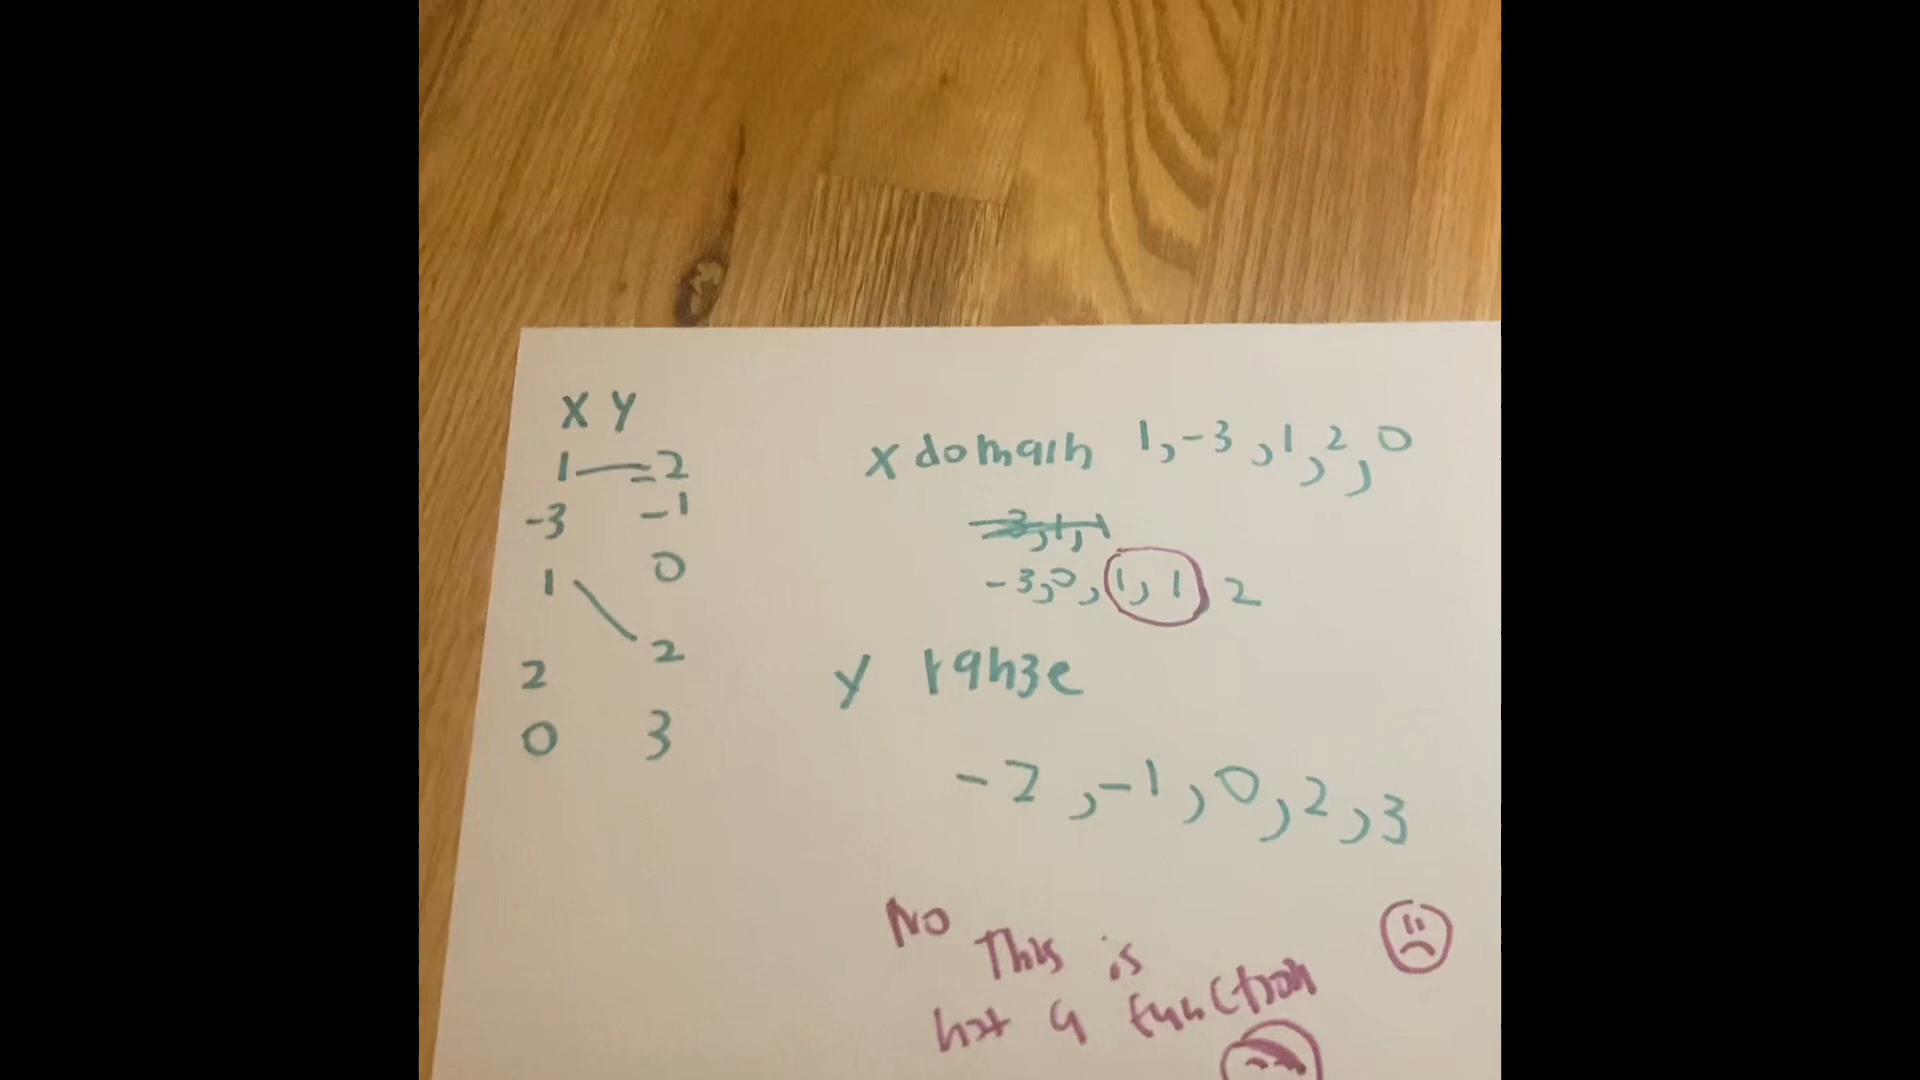 X Y
1 -2
-3 -1
1 0
2 2
0 3
X domain 1,-3,1,2,0
-3,1,1
-3,0,1,1,2
y range
-2,-1,0,2,3
No This is
not a function